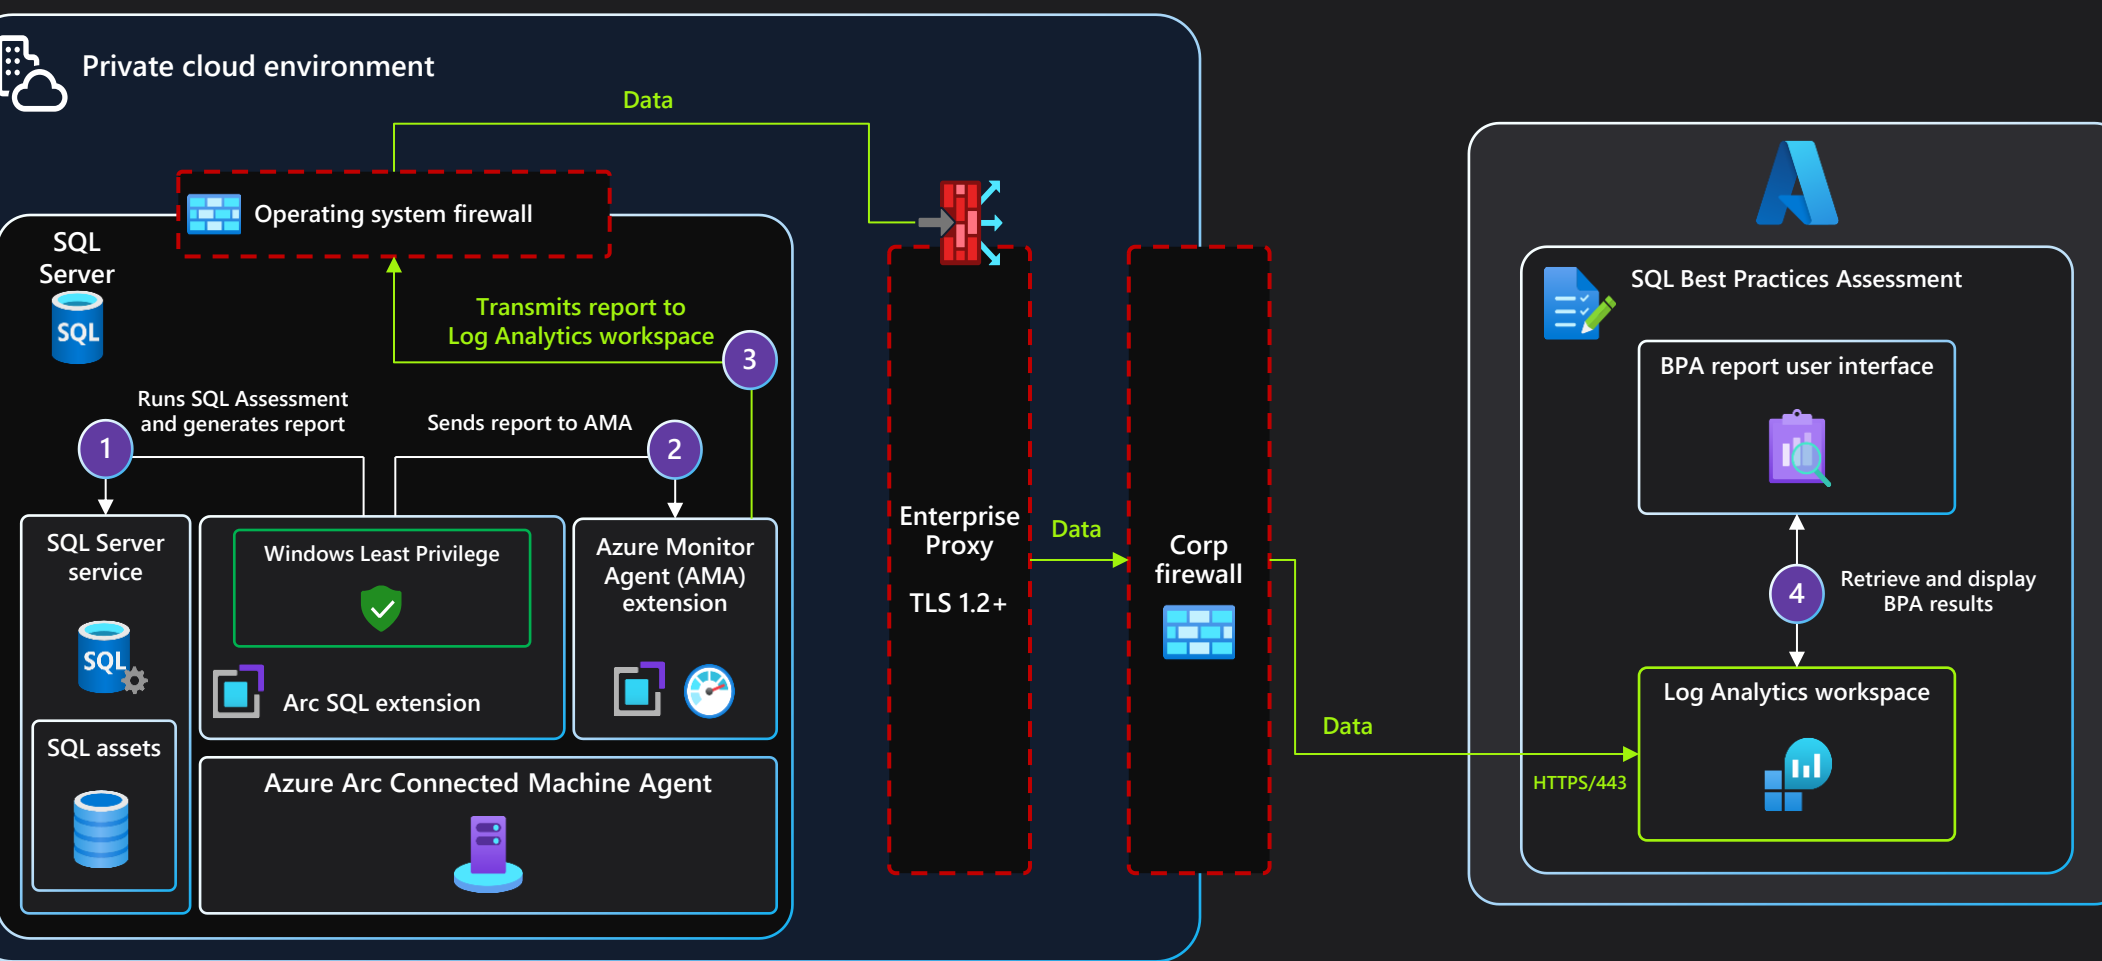 Private cloud environment
Data
Operating system firewall
SQL
Server
SQL
Transmits report to
Log Analytics workspace
3
Runs SQL Assessment
and generates report
1
Sends report to AMA
2
SQL Server
service
SQL
SQL assets
Windows Least Privilege
Arc SQL extension
Azure Monitor
Agent (AMA)
extension
Azure Arc Connected Machine Agent
Enterprise
Proxy
TLS 1.2+
Data
Corp
firewall
Data
HTTPS/443
SQL Best Practices Assessment
BPA report user interface
4
Retrieve and display
BPA results
Log Analytics workspace